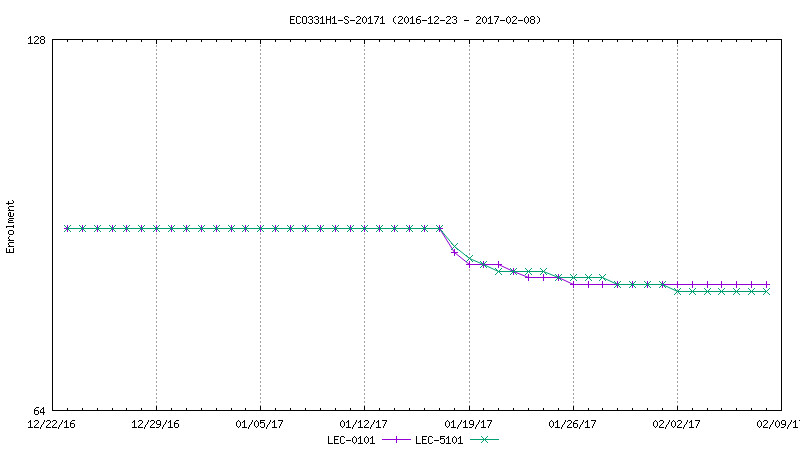 ECO331H1-S-20171 (2016-12-23 - 2017-02-08)
128
Enrolment
64
12/22/16 12/29/16 01/05/17 01/12/17 01/19/17 01/26/17 02/02/17 02/09/1
LEC-0101 LEC-5101